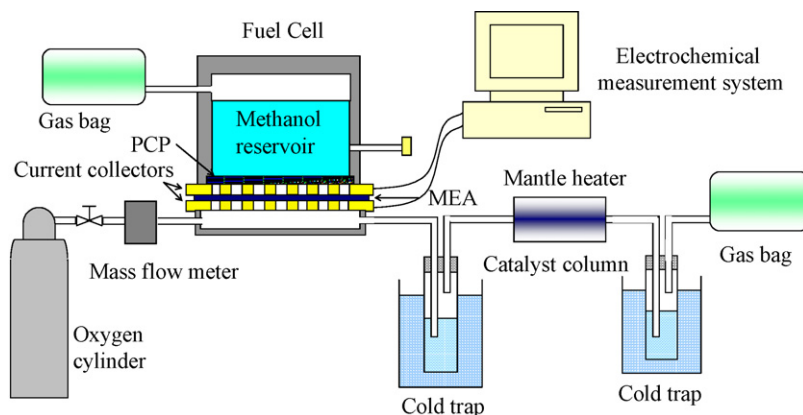 Fuel Cell
Electrochemical
measurement system
Gas bag
Methanol
reservoir
PCP
Current collectors
MEA
Mantle heater
Mass flow meter
Catalyst column
Gas bag
Oxygen
cylinder
Cold trap
Cold trap